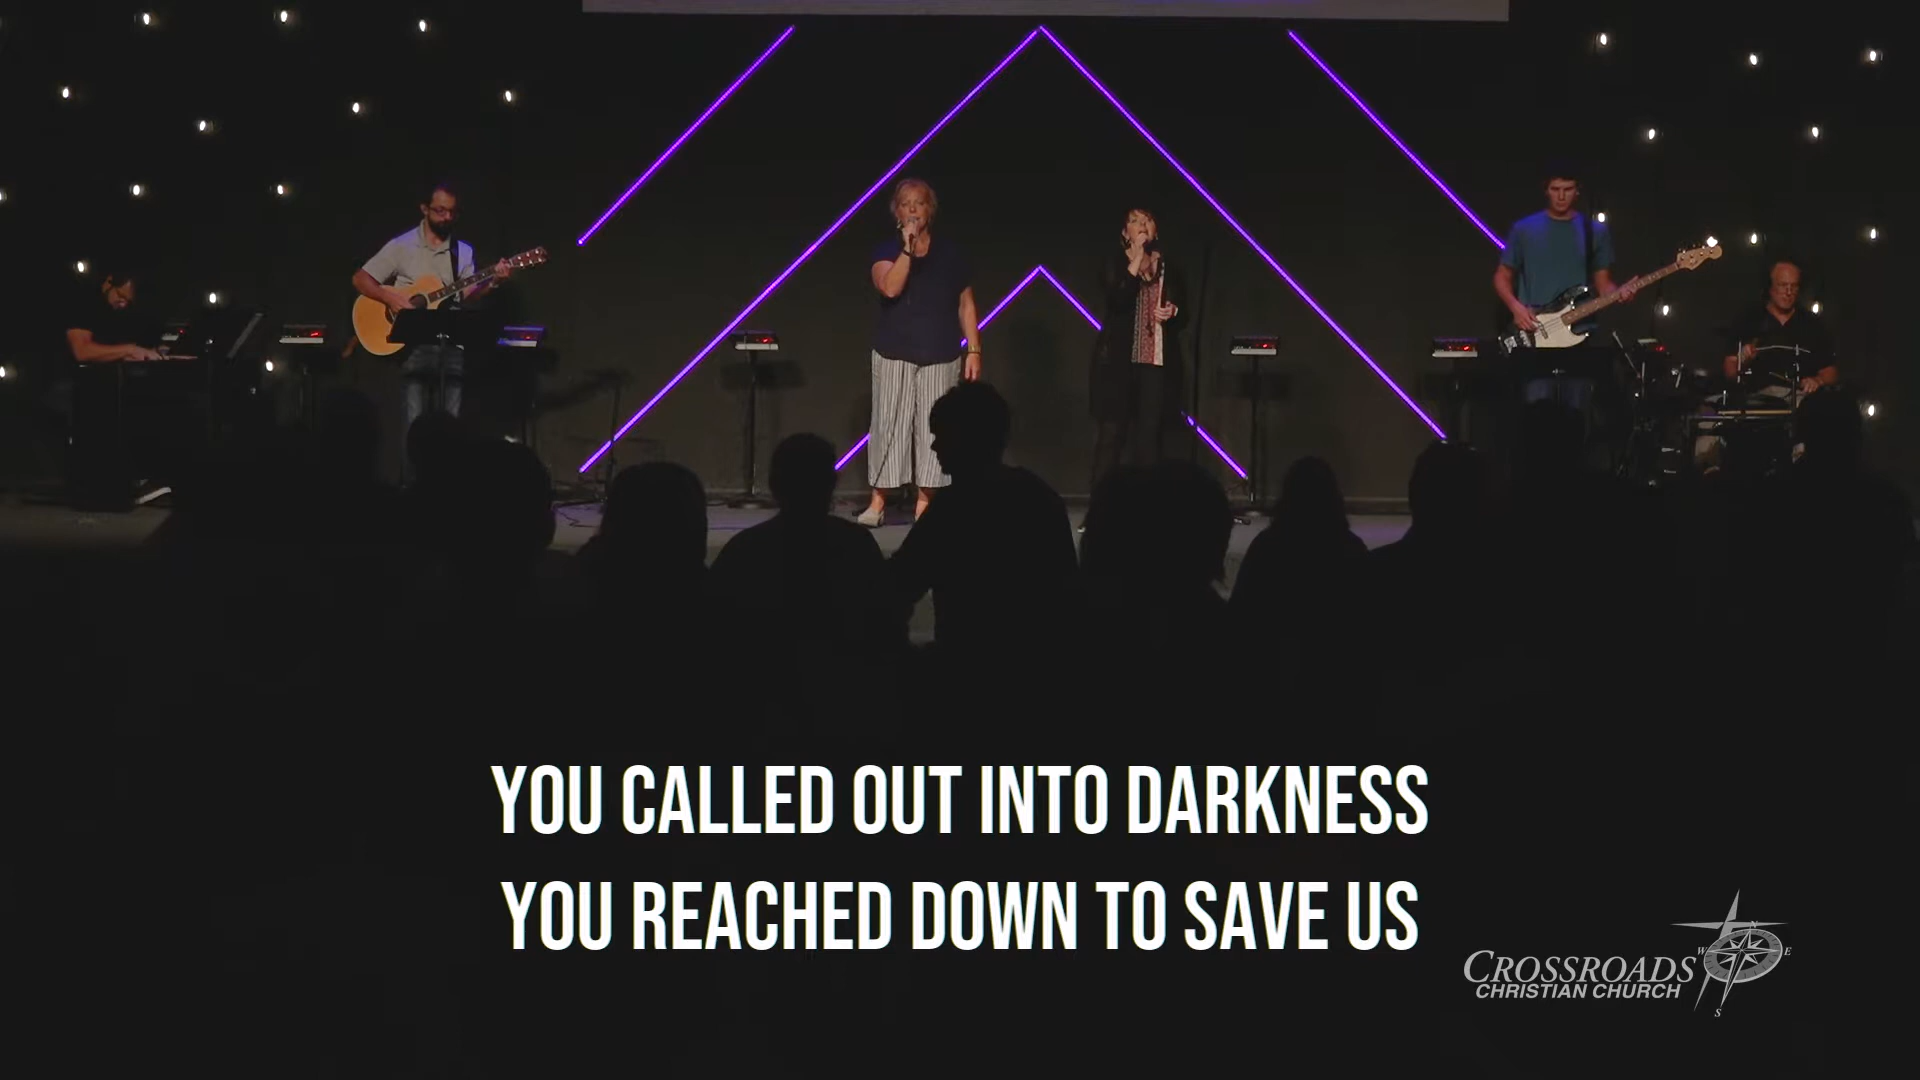 YOU CALLED OUT INTO DARKNESS
YOU REACHED DOWN TO SAVE US
N
W
E
CROSSROADS
CHRISTIAN CHURCH
S